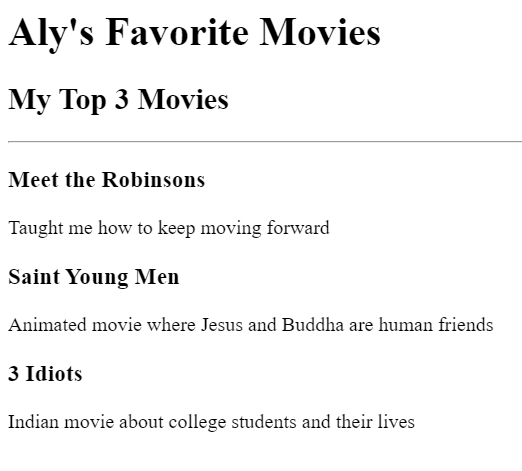 Aly's Favorite Movies
My Top 3 Movies
Meet the Robinsons
Taught me how to keep moving forward
Saint Young Men
Animated movie where Jesus and Buddha are human friends
3 Idiots
Indian movie about college students and their lives